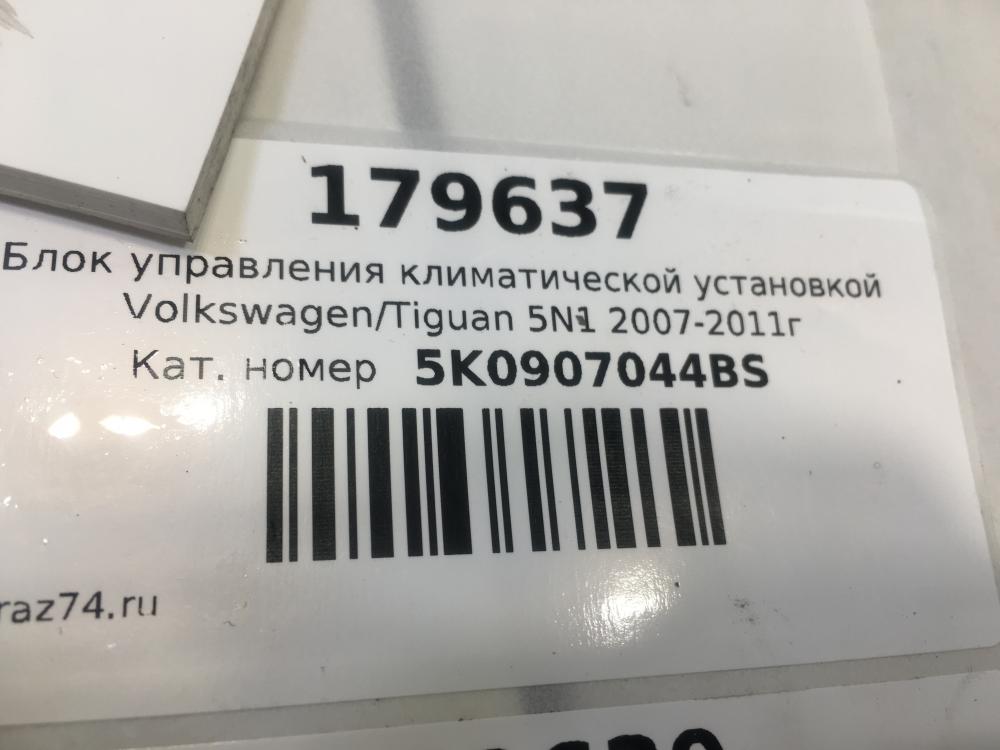 179637
Блок управления климатической установкой
Volkswagen/Tiguan 5N1 2007-2011г
Кат. номер 5K0907044BS
raz74.ru